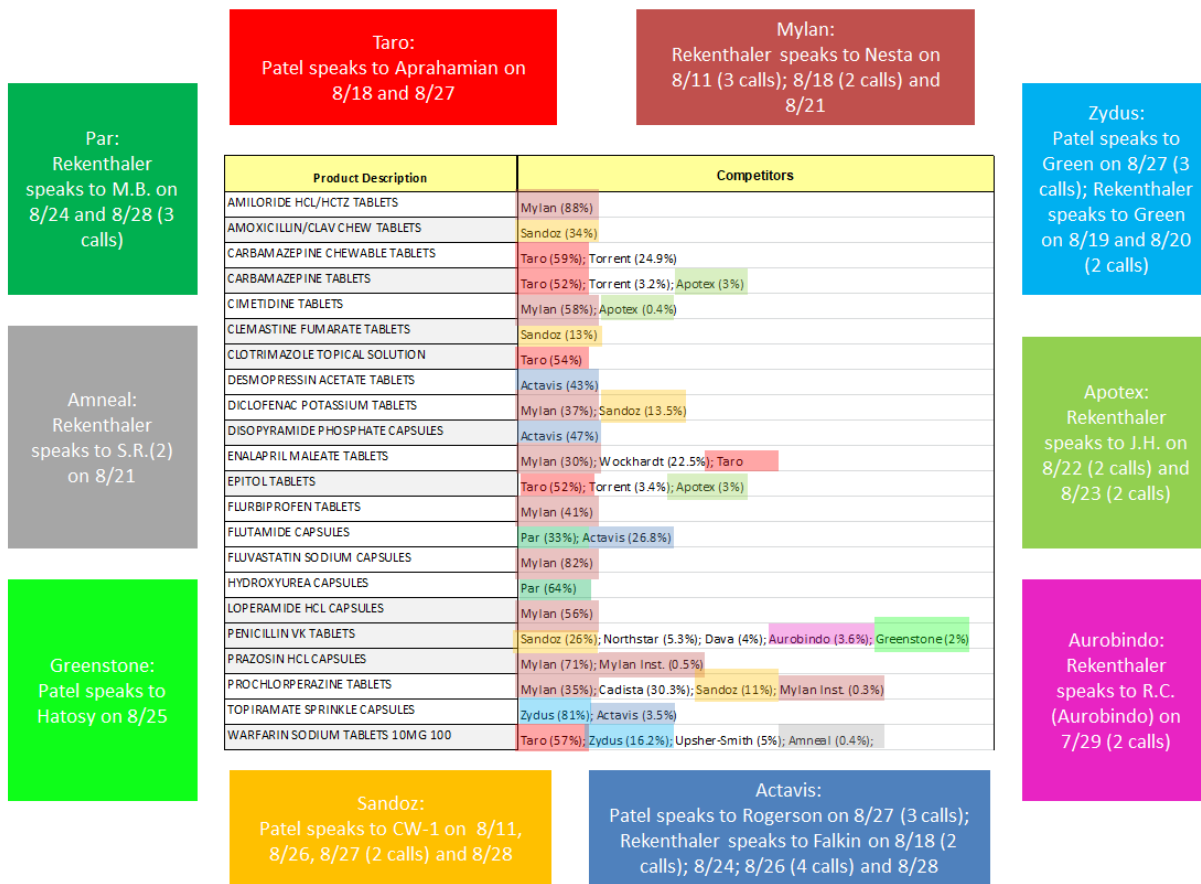 Taro:
Patel speaks to Aprahamian on
8/18 and 8/27
Mylan:
Rekenthaler speaks to Nesta on
8/11 (3 calls); 8/18 (2 calls) and
8/21
Par:
Rekenthaler
speaks to M.B. on
8/24 and 8/28 (3
calls)
Zydus:
Patel speaks to
Green on 8/27 (3
calls); Rekenthaler
speaks to Green
on 8/19 and 8/20
(2 calls)
Amneal:
Rekenthaler
speaks to S.R.(2)
on 8/21
Apotex:
Rekenthaler
speaks to J.H. on
8/22 (2 calls) and
8/23 (2 calls)
Greenstone:
Patel speaks to
Hatosy on 8/25
Aurobindo:
Rekenthaler
speaks to R.C.
(Aurobindo) on
7/29 (2 calls)
Product Description Competitors
AMILORIDE HCL/HCTZ TABLETS Mylan (88%)
AMOXICILLIN/CLAV CHEW TABLETS Sandoz (34%)
CARBAMAZEPINE CHEWABLE TABLETS Taro (59%); Torrent (24.9%)
CARBAMAZEPINE TABLETS Taro (52%); Torrent (3.2%); Apotex (3%)
CIMETIDINE TABLETS Mylan (58%); Apotex (0.4%)
CLEMASTINE FUMARATE TABLETS Sandoz (13%)
CLOTRIMAZOLE TOPICAL SOLUTION Taro (54%)
DESMOPRESSIN ACETATE TABLETS Actavis (43%)
DICLOFENAC POTASSIUM TABLETS Mylan (37%); Sandoz (13.5%)
DISOPYRAMIDE PHOSPHATE CAPSULES Actavis (47%)
ENALAPRIL MALEATE TABLETS Mylan (30%); Wockhardt (22.5%); Taro
EPITOL TABLETS Taro (52%); Torrent (3.4%); Apotex (3%)
FLURBIPROFEN TABLETS Mylan (41%)
FLUTAMIDE CAPSULES Par (33%); Actavis (26.8%)
FLUVASTATIN SODIUM CAPSULES Mylan (82%)
HYDROXYUREA CAPSULES Par (64%)
LOPERAMIDE HCL CAPSULES Mylan (56%)
PENICILLIN VK TABLETS Sandoz (26%); Northstar (5.3%); Dava (4%); Aurobindo (3.6%); Greenstone (2%)
PRAZOSIN HCL CAPSULES Mylan (71%); Mylan Inst. (0.5%)
PROCHLORPERAZINE TABLETS Mylan (35%); Cadista (30.3%); Sandoz (11%); Mylan Inst. (0.3%)
TOPIRAMATE SPRINKLE CAPSULES Zydus (81%); Actavis (3.5%)
WARFARIN SODIUM TABLETS 10MG 100 Taro (57%); Zydus (16.2%); Upsher-Smith (5%); Amneal (0.4%);
Sandoz:
Patel speaks to CW-1 on 8/11,
8/26, 8/27 (2 calls) and 8/28
Actavis:
Patel speaks to Rogerson on 8/27 (3 calls);
Rekenthaler speaks to Falkin on 8/18 (2
calls); 8/24; 8/26 (4 calls) and 8/28